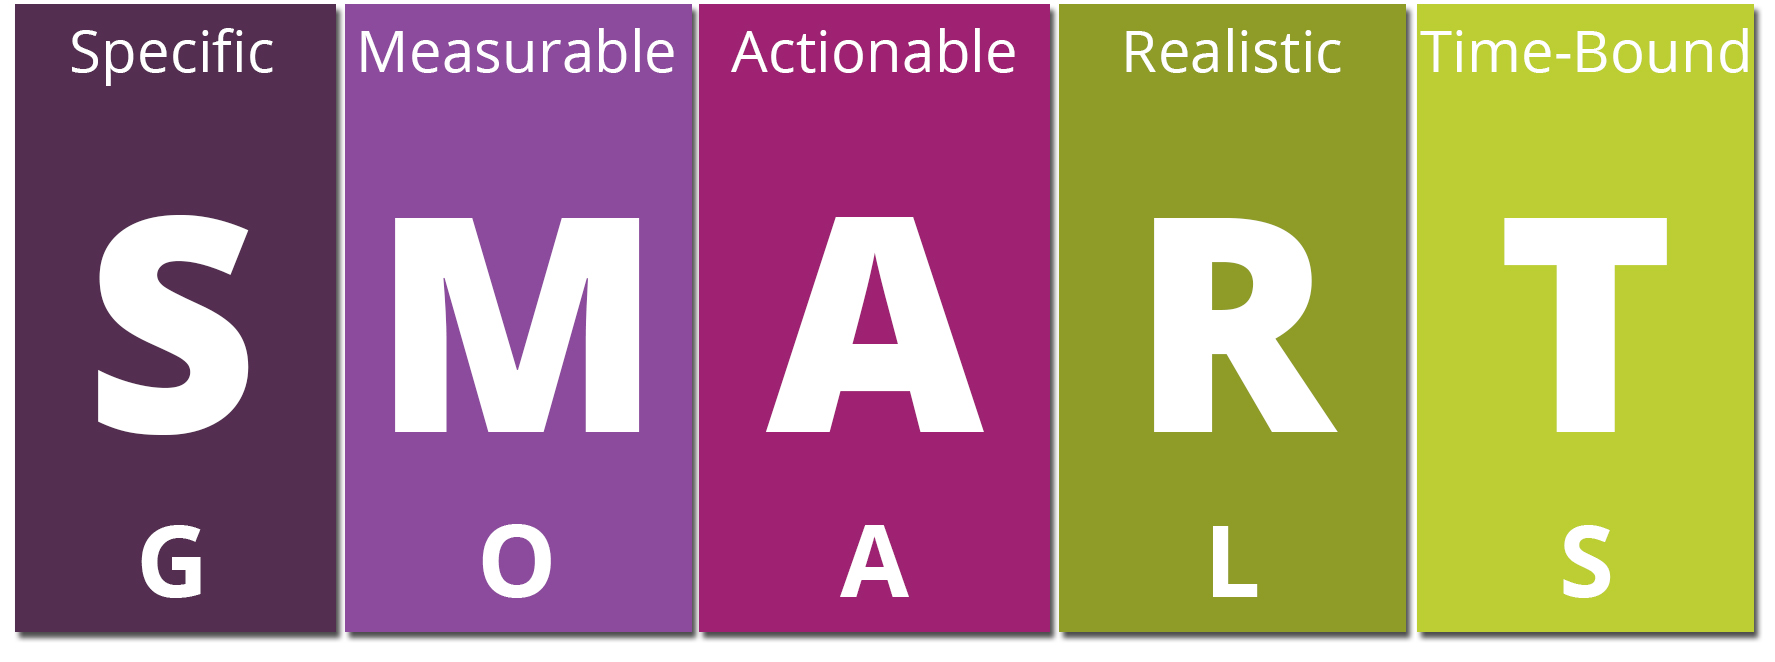 Specific Measurable Actionable Realistic Time-Bound
S M A R T
G O A L S